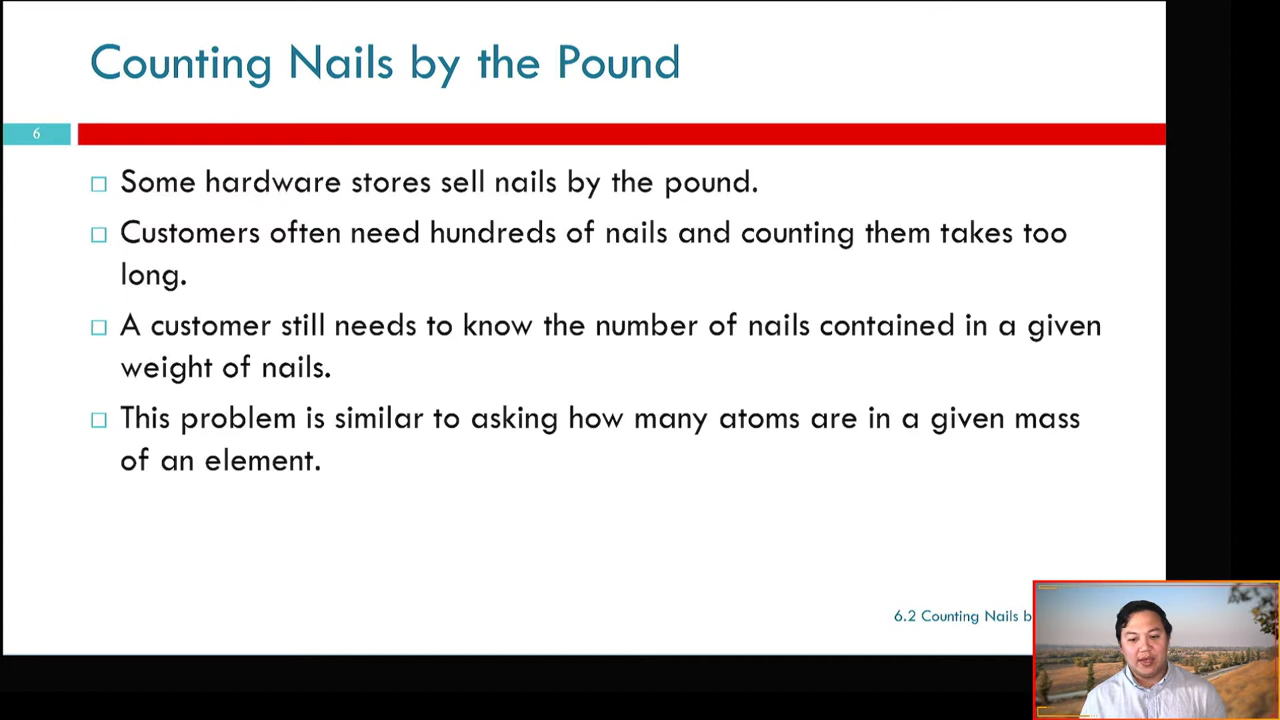 Counting Nails by the Pound
6
Some hardware stores sell nails by the pound.
Customers often need hundreds of nails and counting them takes too
long.
A customer still needs to know the number of nails contained in a given
weight of nails.
This problem is similar to asking how many atoms are in a given mass
of an element.
6.2 Counting Nails b